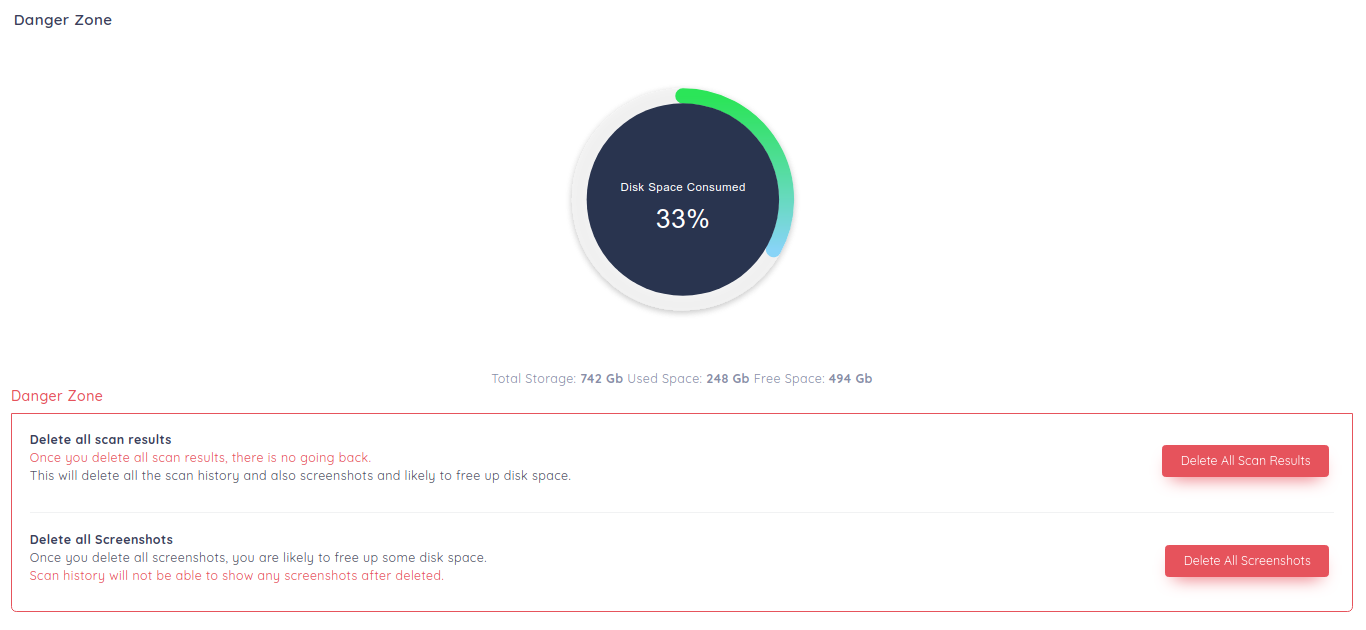 Danger Zone
Disk Space Consumed
33%
Total Storage: 742 Gb Used Space: 248 Gb Free Space: 494 Gb
Danger Zone
Delete all scan results
Once you delete all scan results, there is no going back.
This will delete all the scan history and also screenshots and likely to free up disk space.
Delete All Scan Results
Delete all Screenshots
Once you delete all screenshots, you are likely to free up some disk space.
Scan history will not be able to show any screenshots after deleted.
Delete All Screenshots